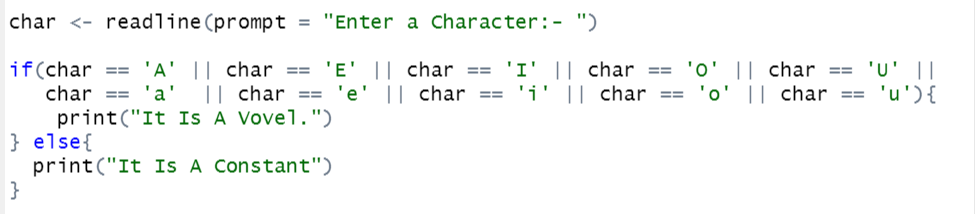 char <- readline(prompt = "Enter a Character:- ")
if(char == 'A' || char == 'E' || char == 'I' || char == 'O' || char == 'U' ||
char == 'a' || char == 'e' || char == 'i' || char == 'o' || char == 'u'){
print("It Is A Vovel.")
} else{
print("It Is A Constant")
}